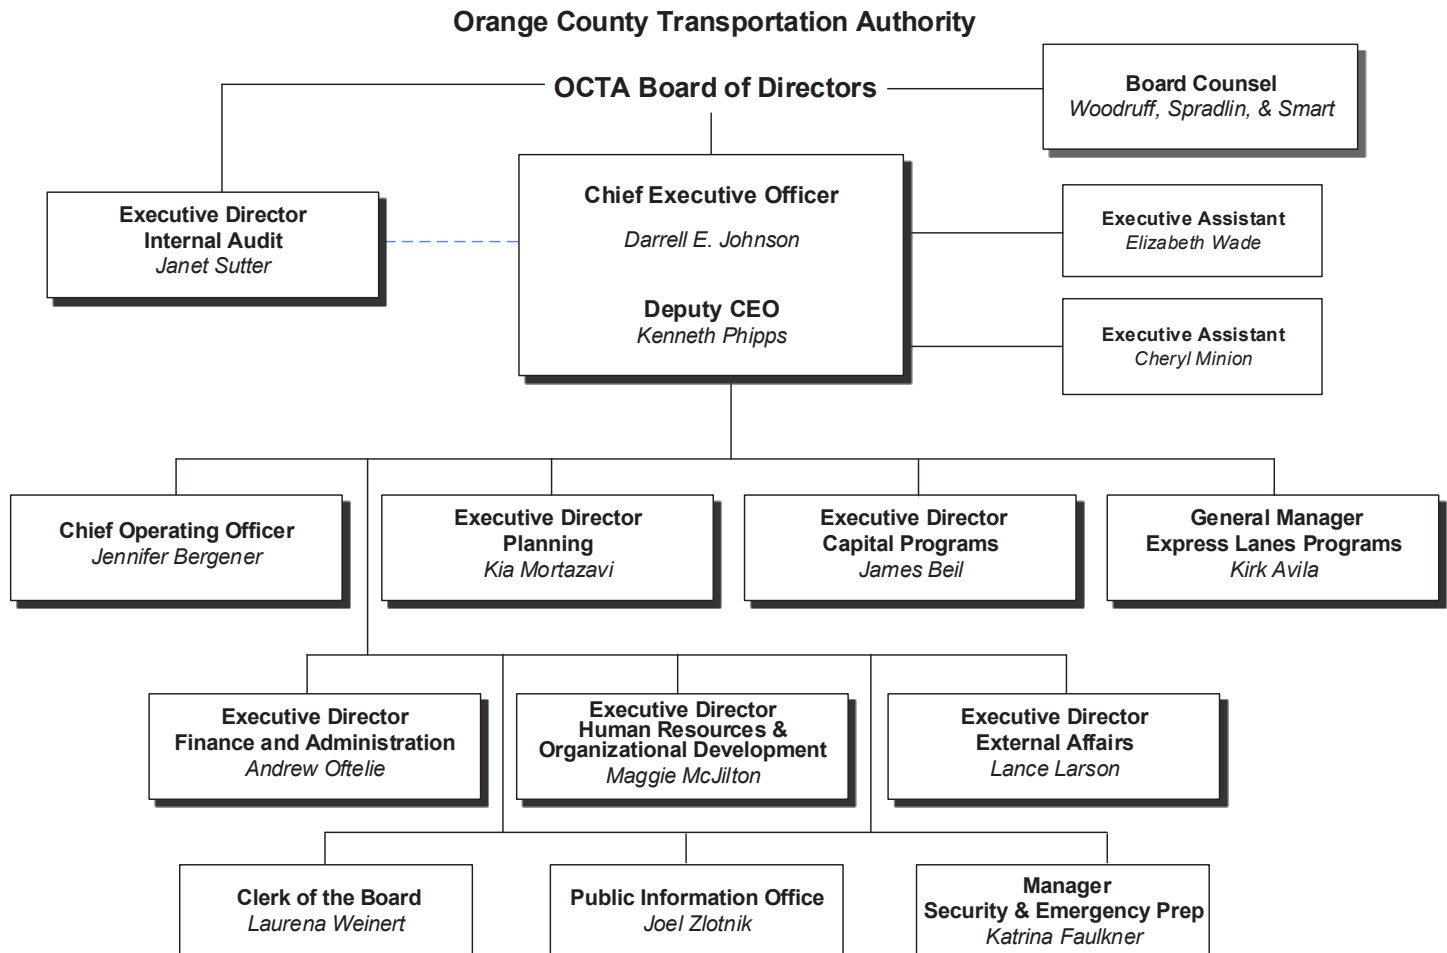 Orange County Transportation Authority
OCTA Board of Directors
Board Counsel
Woodruff, Spradlin, & Smart
Executive Director
Internal Audit
Janet Sutter
Chief Executive Officer
Darrell E. Johnson
Deputy CEO
Kenneth Phipps
Executive Assistant
Elizabeth Wade
Executive Assistant
Cheryl Minion
Chief Operating Officer
Jennifer Bergener
Executive Director
Planning
Kia Mortazavi
Executive Director
Capital Programs
James Beil
General Manager
Express Lanes Programs
Kirk Avila
Executive Director
Finance and Administration
Andrew Oftelie
Executive Director
Human Resources &
Organizational Development
Maggie McJilton
Executive Director
External Affairs
Lance Larson
Clerk of the Board
Laurena Weinert
Public Information Office
Joel Zlotnik
Manager
Security & Emergency Prep
Katrina Faulkner